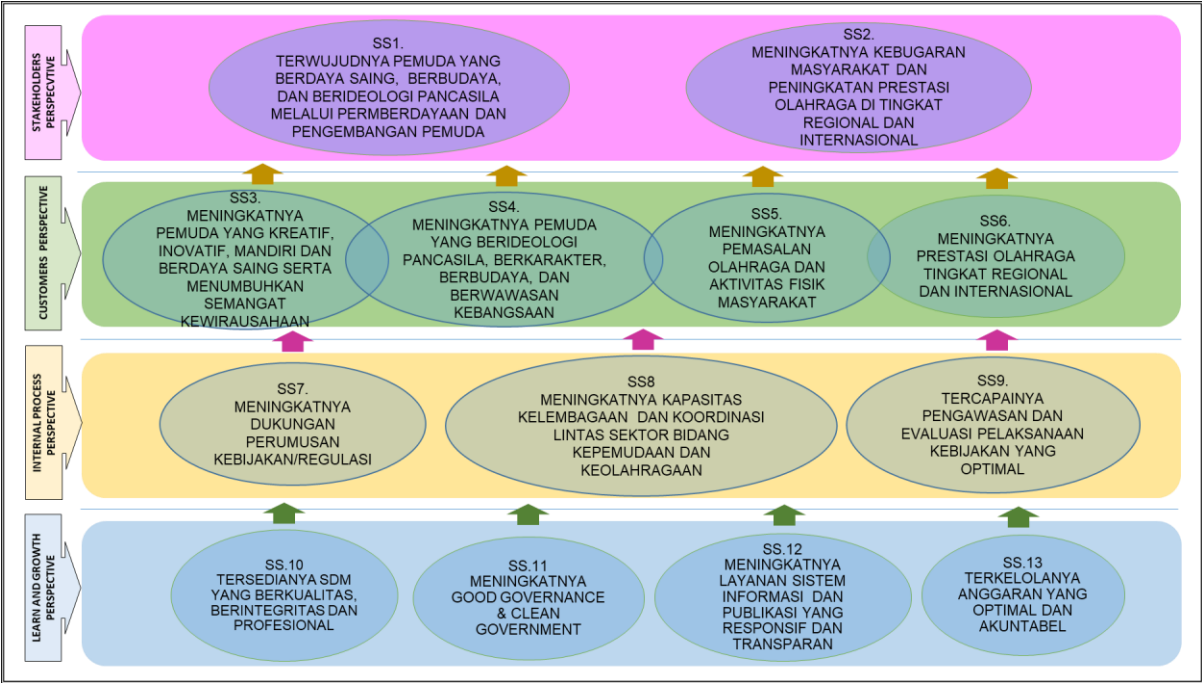 STAKEHOLDERS
PERSPECVTIVE
SS1.
TERWUJUDNYA PEMUDA YANG
BERDAYA SAING, BERBUDAYA,
DAN BERIDEOLOGI PANCASILA
MELALUI PERMBERDAYAAN DAN
PENGEMBANGAN PEMUDA
SS2.
MENINGKATNYA KEBUGARAN
MASYARAKAT DAN
PENINGKATAN PRESTASI
OLAHRAGA DI TINGKAT
REGIONAL DAN
INTERNASIONAL
CUSTOMERS PERSPECTIVE
SS3.
MENINGKATNYA
PEMUDA YANG KREATIF,
INOVATIF, MANDIRI DAN
BERDAYA SAING SERTA
MENUMBUHKAN
SEMANGAT
KEWIRAUSAHAAN
SS4.
MENINGKATNYA PEMUDA
YANG BERIDEOLOGI
PANCASILA, BERKARAKTER,
BERBUDAYA, DAN
BERWAWASAN
KEBANGSAAN
SS5.
MENINGKATNYA
PEMASALAN
OLAHRAGA DAN
AKTIVITAS FISIK
MASYARAKAT
SS6.
MENINGKATNYA
PRESTASI OLAHRAGA
TINGKAT REGIONAL
DAN INTERNASIONAL
INTERNAL PROCESS
PERSPECTIVE
SS7.
MENINGKATNYA
DUKUNGAN
PERUMUSAN
KEBIJAKAN/REGULASI
SS8
MENINGKATNYA KAPASITAS
KELEMBAGAAN DAN KOORDINASI
LINTAS SEKTOR BIDANG
KEPEMUDAAN DAN
KEOLAHRAGAAN
SS9.
TERCAPAINYA
PENGAWASAN DAN
EVALUASI PELAKSANAAN
KEBIJAKAN YANG
OPTIMAL
LEARN AND GROWTH
PERSPECTIVE
SS.10
TERSEDIANYA SDM
YANG BERKUALITAS,
BERINTEGRITAS DAN
PROFESIONAL
SS.11
MENINGKATNYA
GOOD GOVERNANCE
& CLEAN
GOVERNMENT
SS.12
MENINGKATNYA
LAYANAN SISTEM
INFORMASI DAN
PUBLIKASI YANG
RESPONSIF DAN
TRANSPARAN
SS.13
TERKELOLANYA
ANGGARAN YANG
OPTIMAL DAN
AKUNTABEL